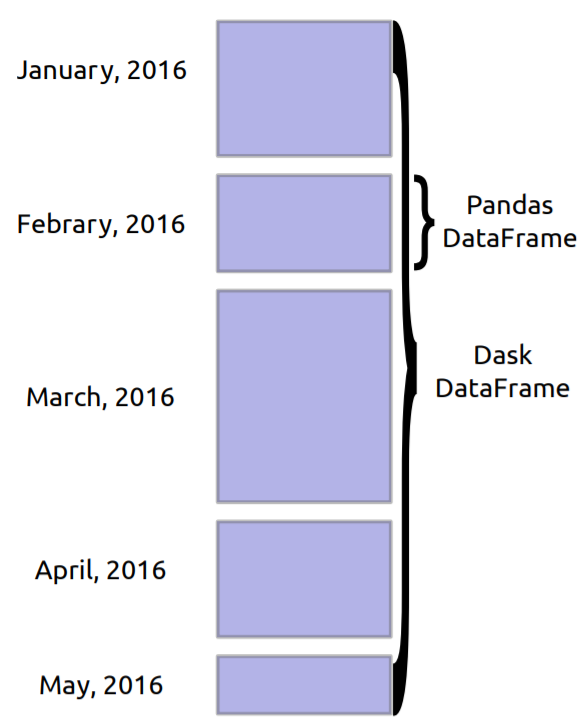 January, 2016
Febrary, 2016
Pandas
DataFrame
Dask
DataFrame
March, 2016
April, 2016
May, 2016